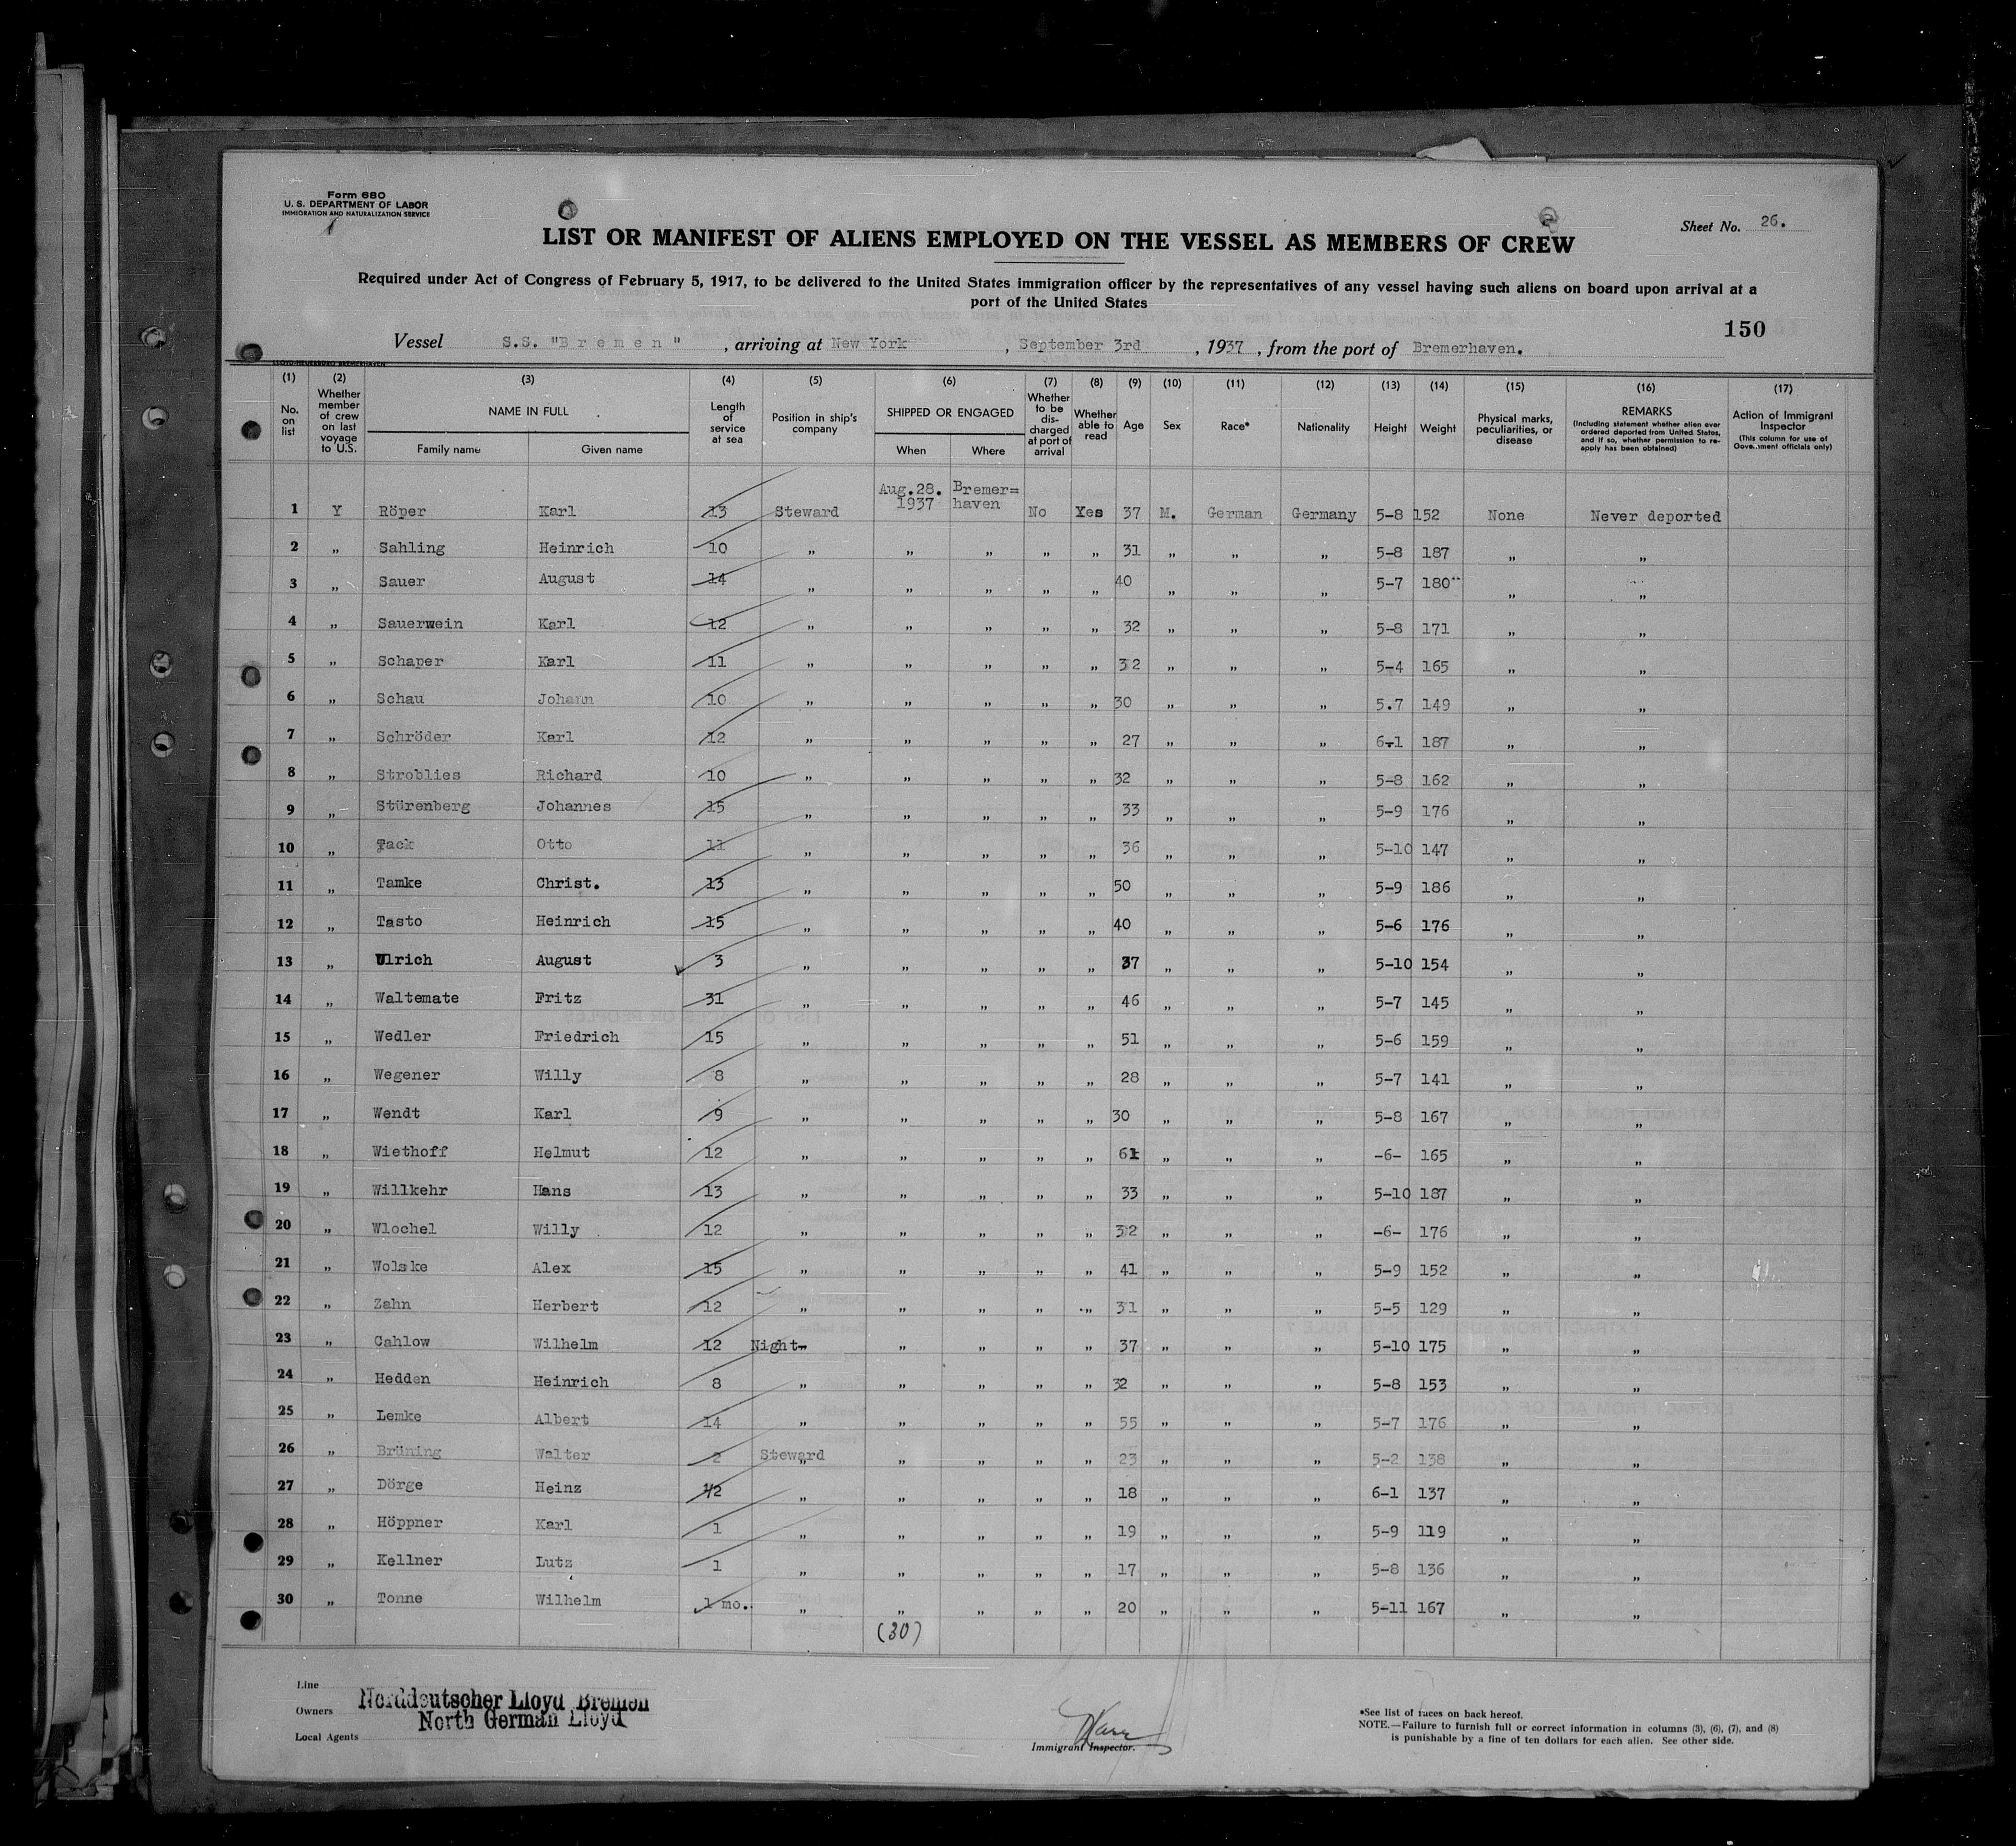 Form 680
U. S. DEPARTMENT OF LABOR
IMMIGRATION AND NATURALIZATION SERVICE
Sheet No. 26.
LIST OR MANIFEST OF ALIENS EMPLOYED ON THE VESSEL AS MEMBERS OF CREW
Required under Act of Congress of February 5, 1917, to be delivered to the United States immigration officer by the representatives of any vessel having such aliens on board upon arrival at a
port of the United States
150
Vessel S.S. "Bremen", arriving at New York, September 3rd, 1937, from the port of Bremerhaven.
(1) (2) (3) (4) (5) (6) (7) (8) (9) (10) (11) (12) (13) (14) (15) (16) (17)
No. on list Whether member of crew on last voyage to U.S. NAME IN FULL Family name Given name Length of service at sea Position in ship's company SHIPPED OR ENGAGED When Where Whether to be discharged at port of arrival Whether able to read Age Sex Race* Nationality Height Weight Physical marks, peculiarities, or disease REMARKS (Including statement whether alien ever ordered deported from United States, and if so, whether permission to re-apply has been obtained) Action of Immigrant Inspector (This column for use of Government officials only)
1 Y Röper Karl 13 Steward Aug.28. 1937 Bremer= haven No Yes 37 M. German Germany 5-8 152 None Never deported
2 „ Sahling Heinrich 10 „ „ „ „ „ 31 „ „ „ 5-8 187 „ „
3 „ Sauer August 14 „ „ „ „ „ 40 „ „ „ 5-7 180 „ „
4 „ Sauerwein Karl 12 „ „ „ „ „ 32 „ „ „ 5-8 171 „ „
5 „ Schaper Karl 11 „ „ „ „ „ 32 „ „ „ 5-4 165 „ „
6 „ Schau Johann 10 „ „ „ „ „ 30 „ „ „ 5.7 149 „ „
7 „ Schröder Karl 12 „ „ „ „ „ 27 „ „ „ 6-1 187 „ „
8 „ Stroblies Richard 10 „ „ „ „ „ 32 „ „ „ 5-8 162 „ „
9 „ Stürenberg Johannes 15 „ „ „ „ „ 33 „ „ „ 5-9 176 „ „
10 „ Tack Otto 11 „ „ „ „ „ 36 „ „ „ 5-10 147 „ „
11 „ Tamke Christ. 13 „ „ „ „ „ 50 „ „ „ 5-9 186 „ „
12 „ Tasto Heinrich 15 „ „ „ „ „ 40 „ „ „ 5-6 176 „ „
13 „ Ulrich August 3 „ „ „ „ „ 37 „ „ „ 5-10 154 „ „
14 „ Waltemate Fritz 31 „ „ „ „ „ 46 „ „ „ 5-7 145 „ „
15 „ Wedler Friedrich 15 „ „ „ „ „ 51 „ „ „ 5-6 159 „ „
16 „ Wegener Willy 8 „ „ „ „ „ 28 „ „ „ 5-7 141 „ „
17 „ Wendt Karl 9 „ „ „ „ „ 30 „ „ „ 5-8 167 „ „
18 „ Wiethoff Helmut 12 „ „ „ „ „ 61 „ „ „ -6- 165 „ „
19 „ Willkehr Hans 13 „ „ „ „ „ 33 „ „ „ 5-10 187 „ „
20 „ Wlochel Willy 12 „ „ „ „ „ 32 „ „ „ -6- 176 „ „
21 „ Wolske Alex 15 „ „ „ „ „ 41 „ „ „ 5-9 152 „ „
22 „ Zahn Herbert 12 „ „ „ „ „ 31 „ „ „ 5-5 129 „ „
23 „ Cahlow Wilhelm 12 Night-„ „ „ „ „ 37 „ „ „ 5-10 175 „ „
24 „ Hedden Heinrich 8 „ „ „ „ „ 32 „ „ „ 5-8 153 „ „
25 „ Lemke Albert 14 „ „ „ „ „ 55 „ „ „ 5-7 176 „ „
26 „ Brüning Walter 2 Steward „ „ „ „ 23 „ „ „ 5-2 138 „ „
27 „ Dörge Heinz 1/2 „ „ „ „ „ 18 „ „ „ 6-1 137 „ „
28 „ Höppner Karl 1 „ „ „ „ „ 19 „ „ „ 5-9 119 „ „
29 „ Kellner Lutz 1 „ „ „ „ „ 17 „ „ „ 5-8 136 „ „
30 „ Tonne Wilhelm 1 mo. „ „ „ „ „ 20 „ „ „ 5-11 167 „ „
(30)
Line
Owners
Local Agents
Norddeutscher Lloyd Bremen
North German Lloyd
Immigrant Inspector.
*See list of races on back hereof.
NOTE.—Failure to furnish full or correct information in columns (3), (6), (7), and (8)
is punishable by a fine of ten dollars for each alien. See other side.